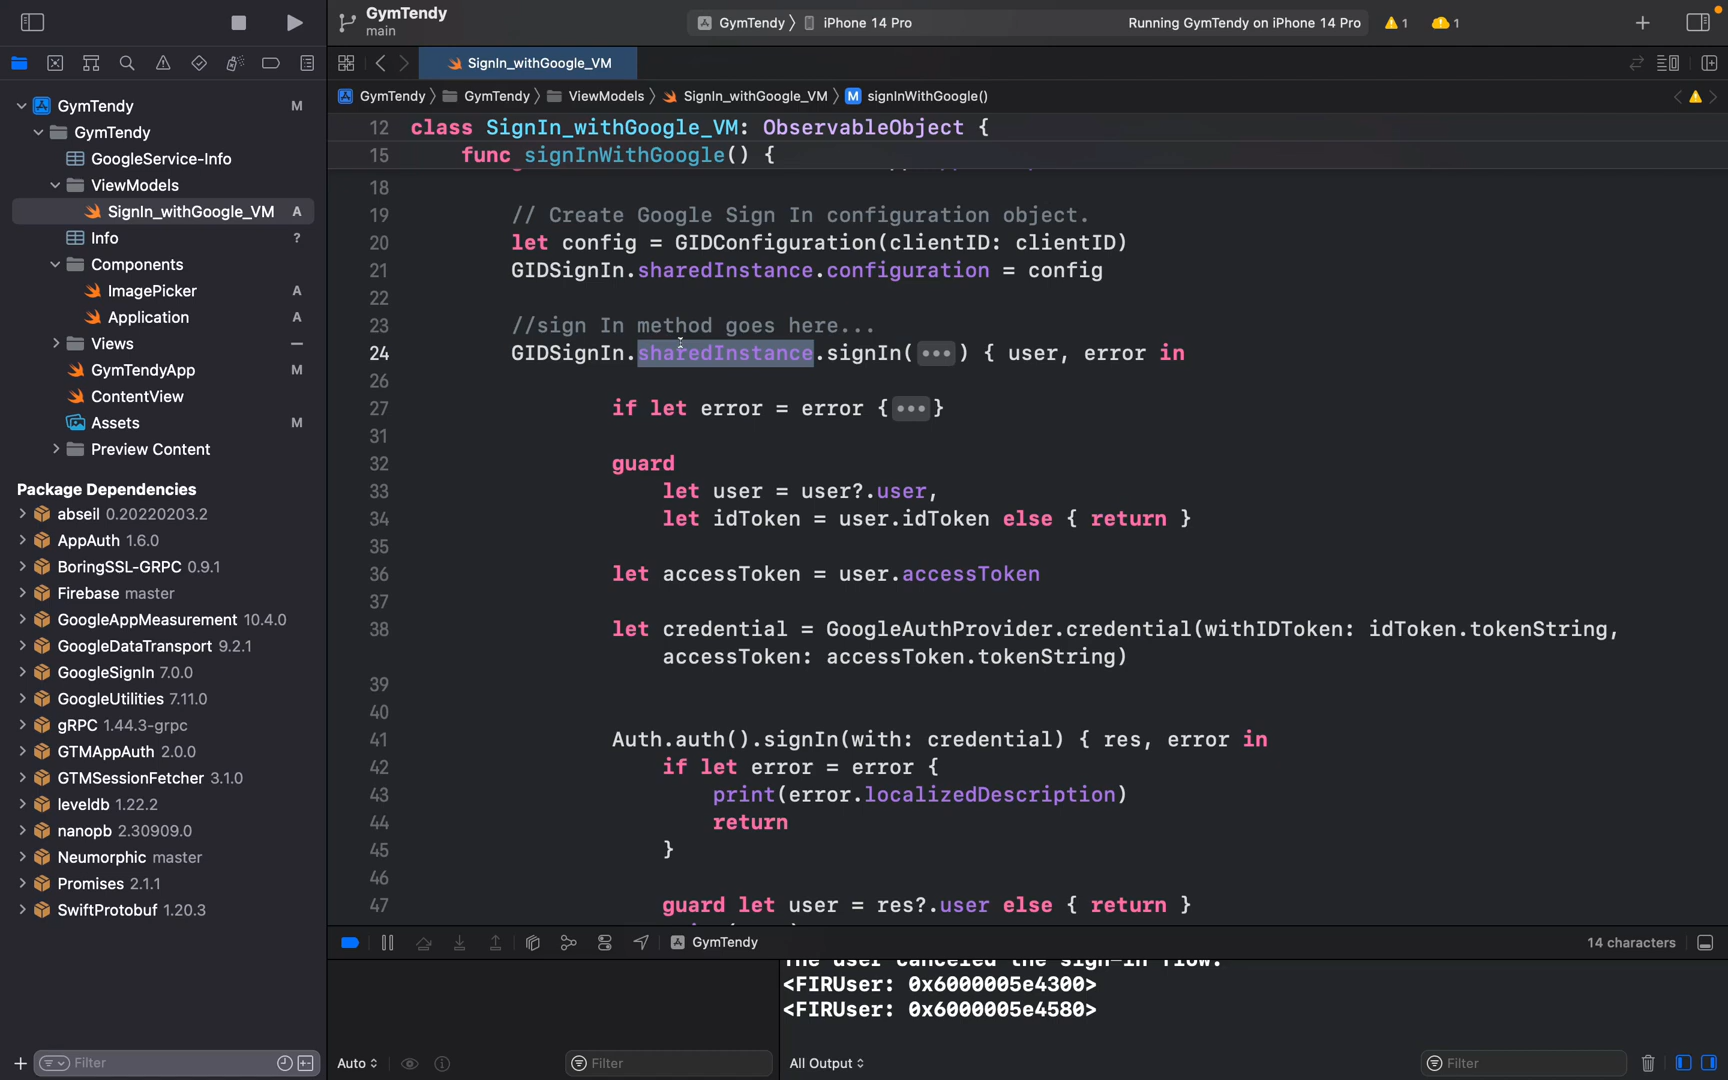 GymTendy
main
GymTendy 〉 iPhone 14 Pro
Running GymTendy on iPhone 14 Pro
1
1
SignIn_withGoogle_VM
GymTendy 〉 GymTendy 〉 ViewModels 〉 SignIn_withGoogle_VM 〉 M signInWithGoogle()
GymTendy M
GymTendy
GoogleService-Info
ViewModels
SignIn_withGoogle_VM A
Info ?
Components
ImagePicker A
Application A
Views
GymTendyApp M
ContentView
Assets M
Preview Content
Package Dependencies
abseil 0.20220203.2
AppAuth 1.6.0
BoringSSL-GRPC 0.9.1
Firebase master
GoogleAppMeasurement 10.4.0
GoogleDataTransport 9.2.1
GoogleSignIn 7.0.0
GoogleUtilities 7.11.0
gRPC 1.44.3-grpc
GTMAppAuth 2.0.0
GTMSessionFetcher 3.1.0
leveldb 1.22.2
nanopb 2.30909.0
Neumorphic master
Promises 2.1.1
SwiftProtobuf 1.20.3
Filter
12 class SignIn_withGoogle_VM: ObservableObject {
15 func signInWithGoogle() {
18
19 // Create Google Sign In configuration object.
20 let config = GIDConfiguration(clientID: clientID)
21 GIDSignIn.sharedInstance.configuration = config
22
23 //sign In method goes here...
24 GIDSignIn.sharedInstance.signIn(•••) { user, error in
26
27 if let error = error {•••}
31
32 guard
33 let user = user?.user,
34 let idToken = user.idToken else { return }
35
36 let accessToken = user.accessToken
37
38 let credential = GoogleAuthProvider.credential(withIDToken: idToken.tokenString,
accessToken: accessToken.tokenString)
39
40
41 Auth.auth().signIn(with: credential) { res, error in
42 if let error = error {
43 print(error.localizedDescription)
44 return
45 }
46
47 guard let user = res?.user else { return }
GymTendy
14 characters
The user canceled the sign-in flow.
<FIRUser: 0x6000005e4300>
<FIRUser: 0x6000005e4580>
Auto
Filter
All Output
Filter